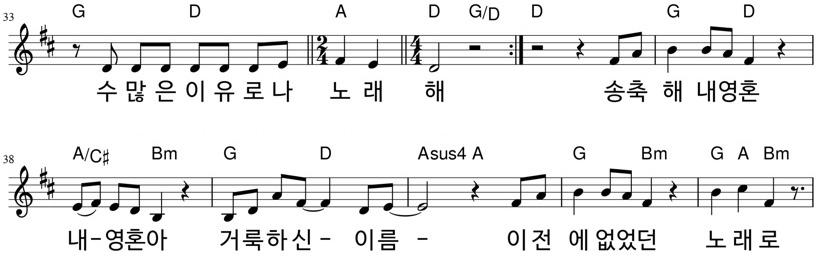 33 G D A D G/D D G D
2/4 4/4
수 많 은 이 유 로 나 노 래 해 송축 해 내영혼
38 A/C♯ Bm G D Asus4 A G Bm G A Bm
내-영혼아 거룩하신 - 이름 - 이전 에 없었던 노 래 로